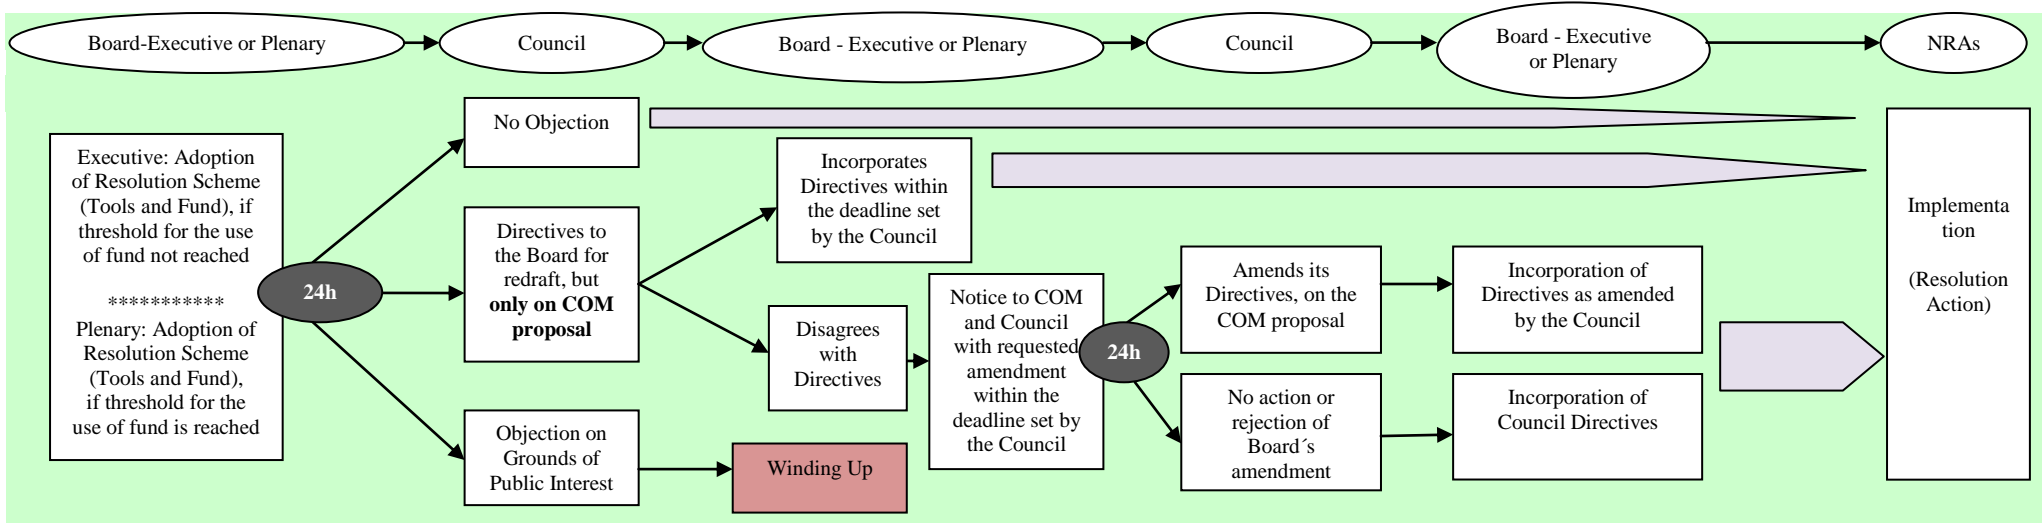 Board-Executive or Plenary
Council
Board - Executive or Plenary
Council
Board - Executive
or Plenary
NRAs
Executive: Adoption
of Resolution Scheme
(Tools and Fund), if
threshold for the use
of fund not reached
***********
Plenary: Adoption of
Resolution Scheme
(Tools and Fund),
if threshold for the
use of fund is reached
24h
No Objection
Directives to
the Board for
redraft, but
only on COM
proposal
Objection on
Grounds of
Public Interest
Incorporates
Directives within
the deadline set
by the Council
Disagrees
with
Directives
Winding Up
Notice to COM
and Council
with requested
amendment
within the
deadline set by
the Council
24h
Amends its
Directives, on the
COM proposal
No action or
rejection of
Board´s
amendment
Incorporation of
Directives as amended
by the Council
Incorporation of
Council Directives
Implementa
tion
(Resolution
Action)